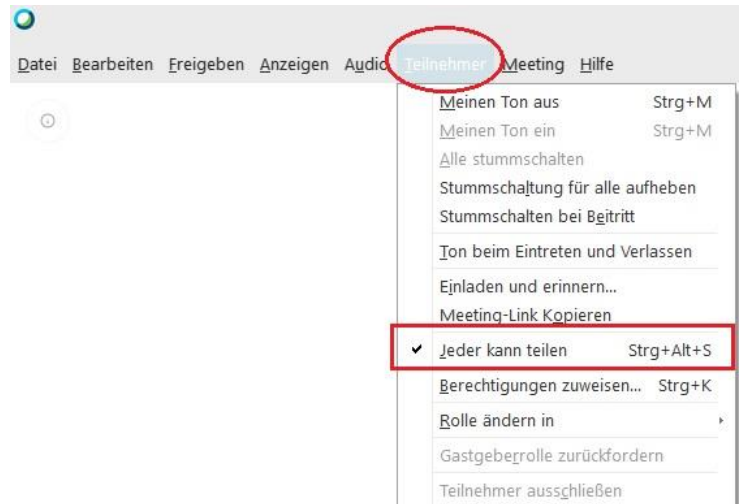 Datei Bearbeiten Freigeben Anzeigen Audio Teilnehmer Meeting Hilfe
Meinen Ton aus Strg+M
Meinen Ton ein Strg+M
Alle stummschalten
Stummschaltung für alle aufheben
Stummschalten bei Beitritt
Ton beim Eintreten und Verlassen
Einladen und erinnern...
Meeting-Link Kopieren
Jeder kann teilen Strg+Alt+S
Berechtigungen zuweisen... Strg+K
Rolle ändern in
Gastgeberrolle zurückfordern
Teilnehmer ausschließen